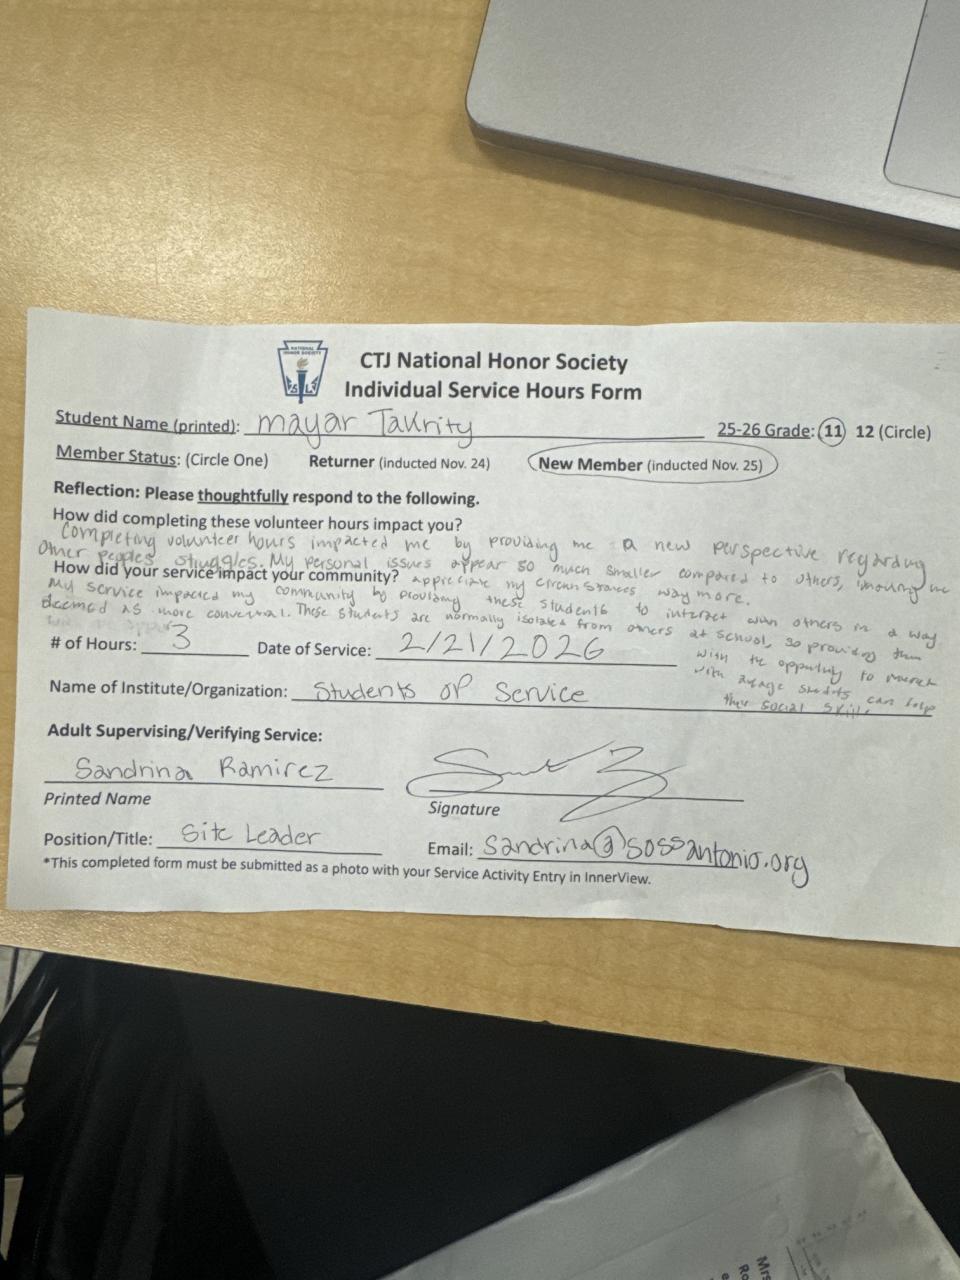 NATIONAL
HONOR SOCIETY
CTJ National Honor Society
Individual Service Hours Form
Student Name (printed): mayar Takrity 25-26 Grade: 11 12 (Circle)
Member Status: (Circle One) Returner (inducted Nov. 24) New Member (inducted Nov. 25)
Reflection: Please thoughtfully respond to the following.
How did completing these volunteer hours impact you?
Completing volunteer hours impacted me by providing me a new perspective regarding
other peoples stuggles. My personal issues appear so much smaller compared to others, me
How did your service impact your community? appreciate my circumstances way more.
My service impacted my community by providing these students to interact with others in a way
deemed as more . These students are normally isolated from others at school, so providing them
with the opportunity to
with students can help
their social skills
# of Hours: 3 Date of Service: 2/21/2026
Name of Institute/Organization: Students of Service
Adult Supervising/Verifying Service:
Sandrina Ramirez
Printed Name Signature
Position/Title: Site Leader Email: Sandrina@sossantonio.org
*This completed form must be submitted as a photo with your Service Activity Entry in InnerView.